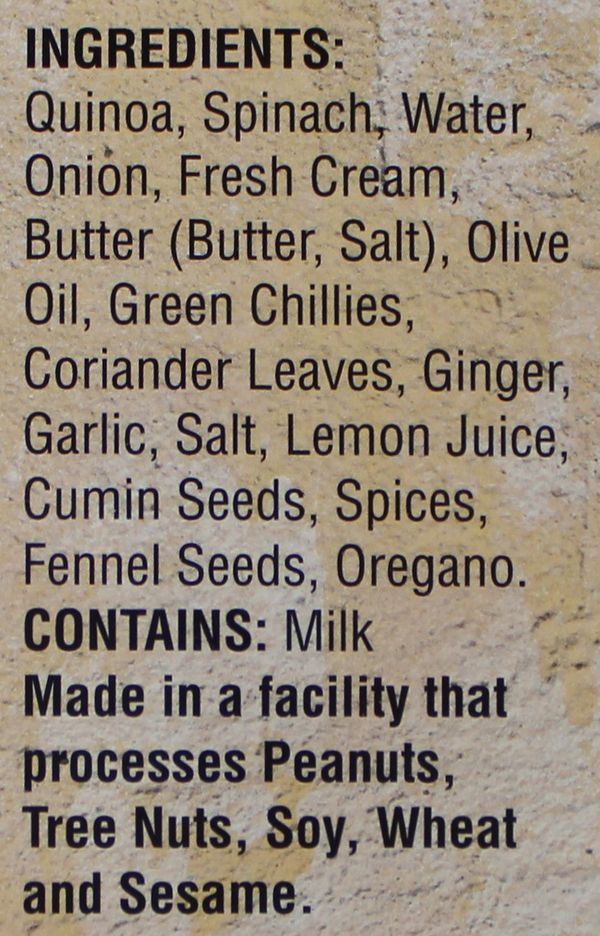 INGREDIENTS:
Quinoa, Spinach, Water,
Onion, Fresh Cream,
Butter (Butter, Salt), Olive
Oil, Green Chillies,
Coriander Leaves, Ginger,
Garlic, Salt, Lemon Juice,
Cumin Seeds, Spices,
Fennel Seeds, Oregano.
CONTAINS: Milk
Made in a facility that
processes Peanuts,
Tree Nuts, Soy, Wheat
and Sesame.